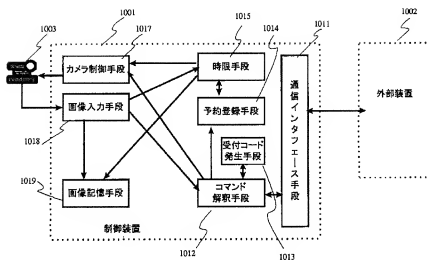 1001
1002
1003
1017
1015
1014
1011
カメラ制御手段
時限手段
外部装置
画像入力手段
予約登録手段
通信インタフェース手段
1018
受付コード
発生手段
画像記憶手段
コマンド
解釈手段
1019
制御装置
1012
1013